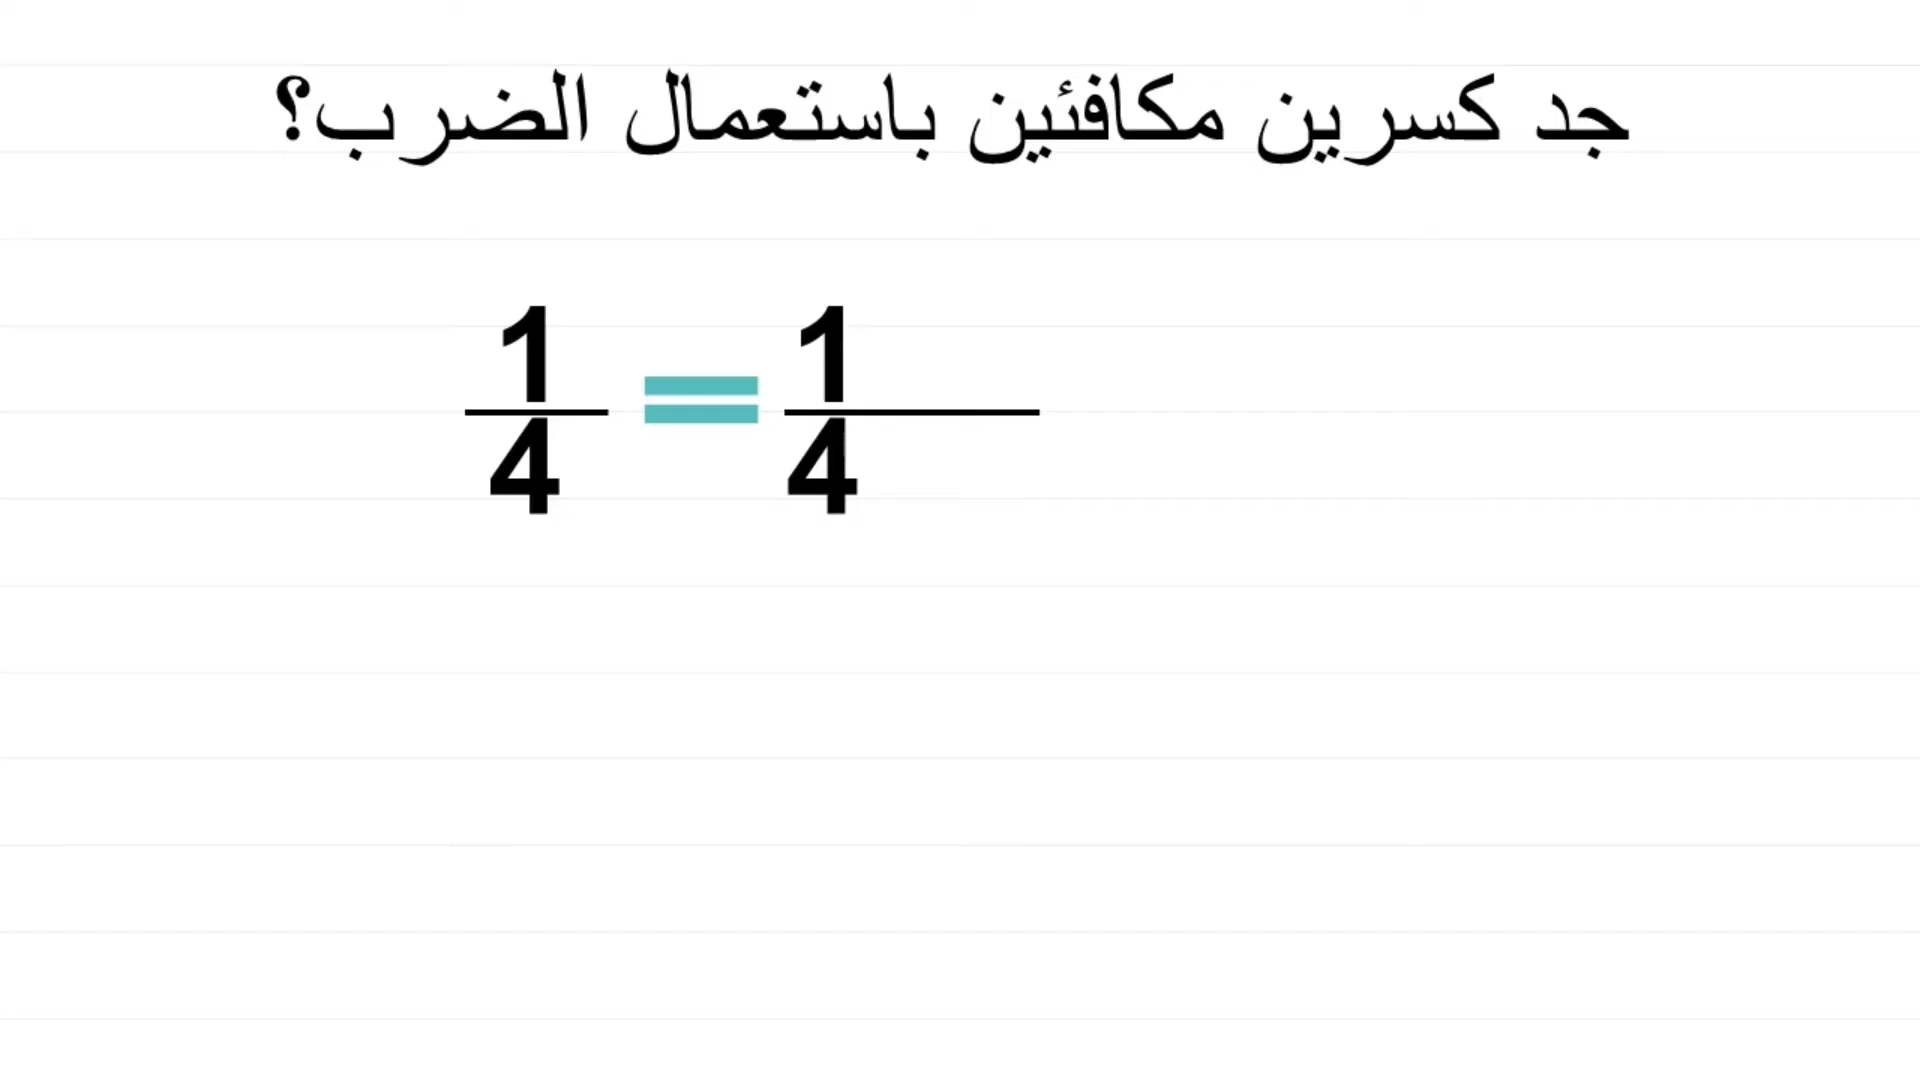 جد كسرين مكافئين باستعمال الضرب؟
1 = 1
4 4